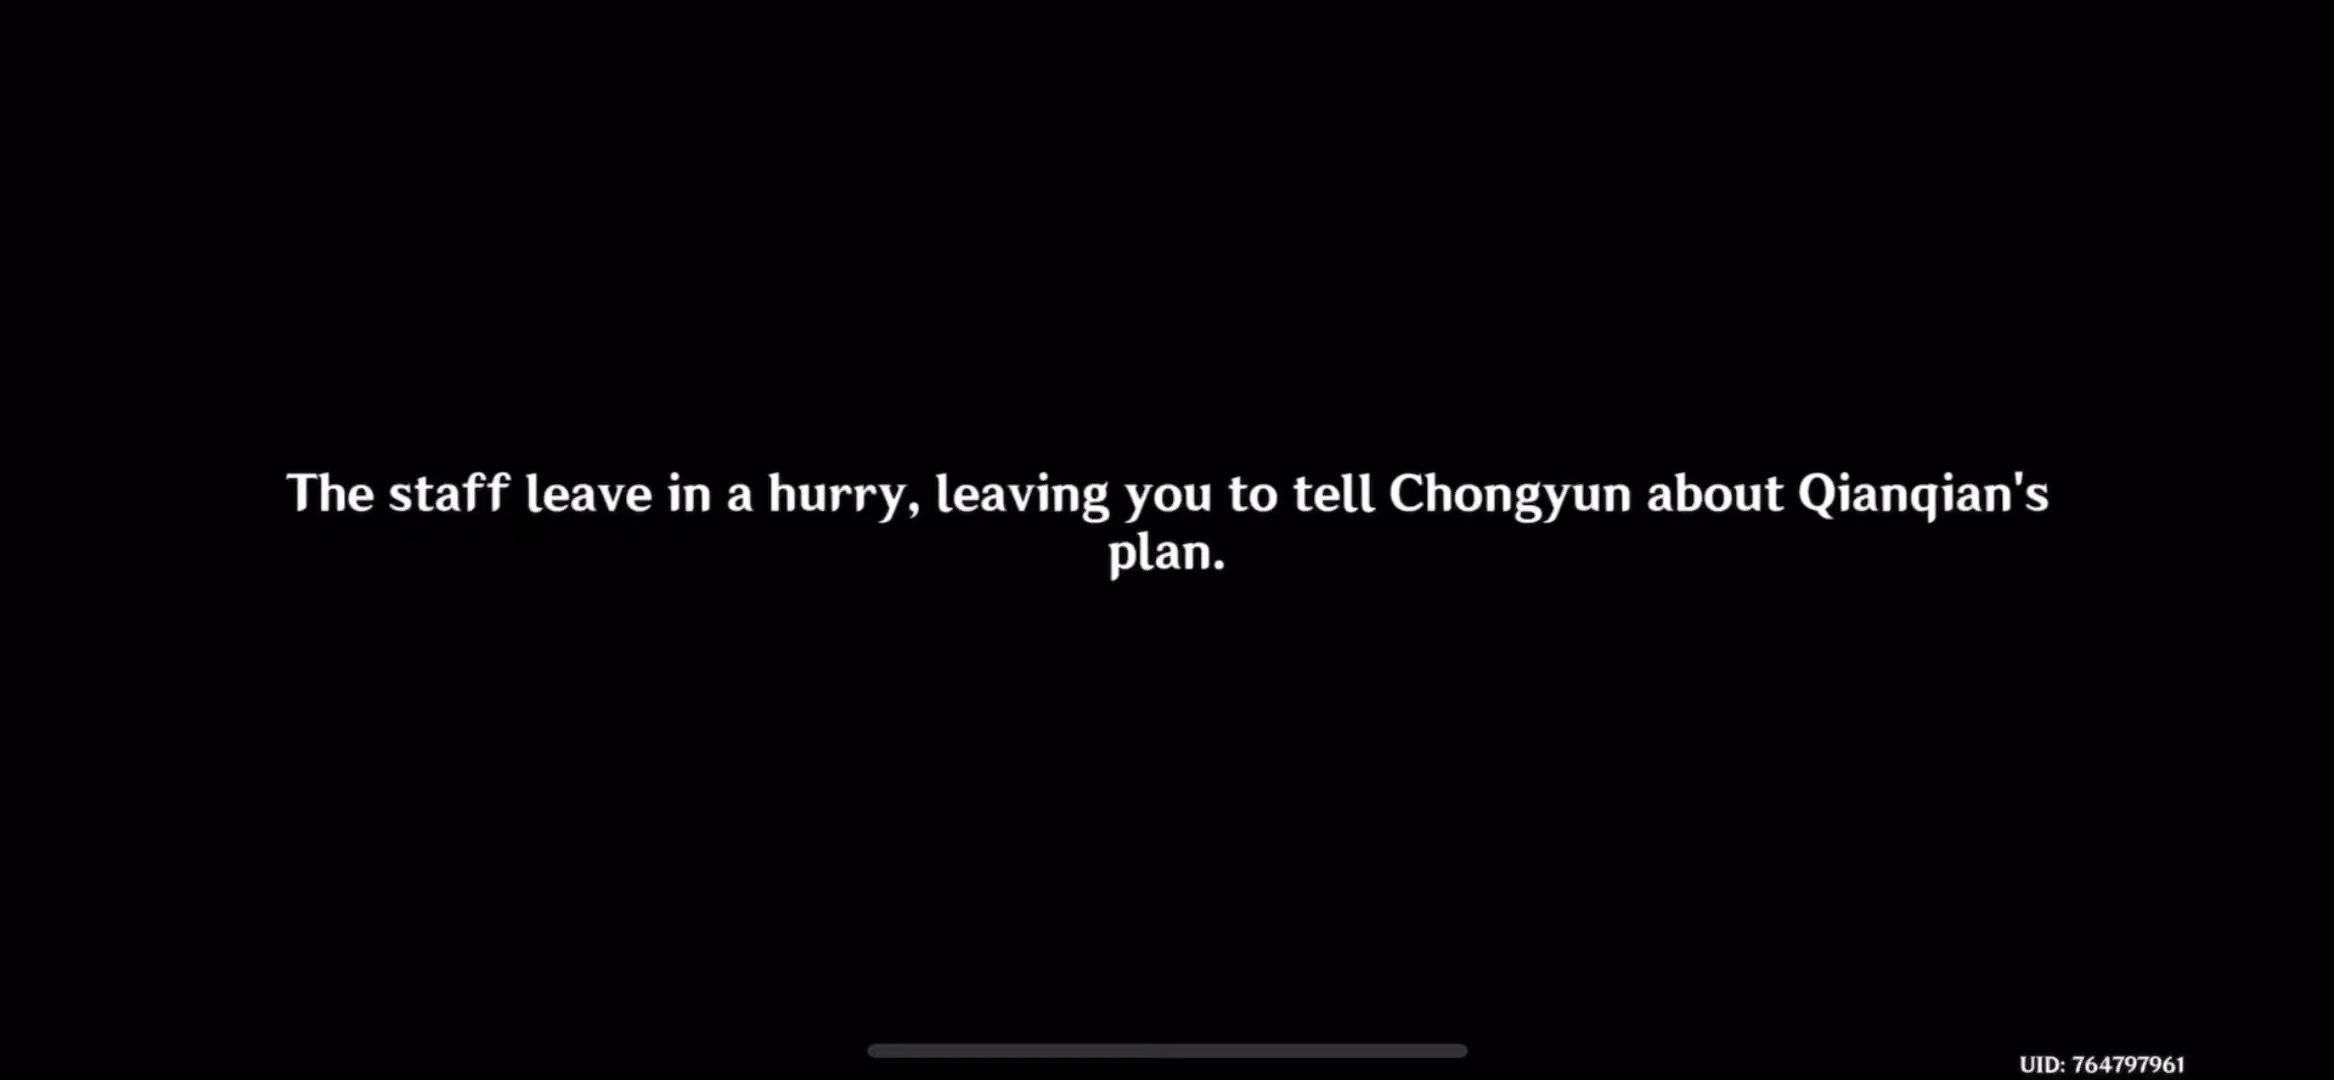 The staff leave in a hurry, leaving you to tell Chongyun about Qianqian's
plan.
UID: 764797961